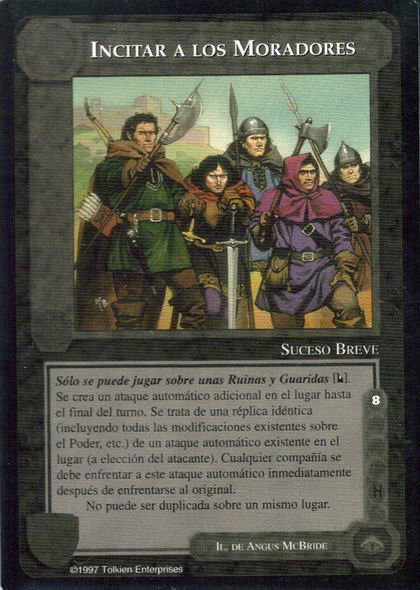 INCITAR A LOS MORADORES
SUCESO BREVE
Sólo se puede jugar sobre unas Ruinas y Guaridas [].
Se crea un ataque automático adicional en el lugar hasta
el final del turno. Se trata de una réplica idéntica
(incluyendo todas las modificaciones existentes sobre
el Poder, etc.) de un ataque automático existente en el
lugar (a elección del atacante). Cualquier compañía se
debe enfrentar a este ataque automático inmediatamente
después de enfrentarse al original.
No puede ser duplicada sobre un mismo lugar.
8
H
IL. DE ANGUS MCBRIDE
©1997 Tolkien Enterprises